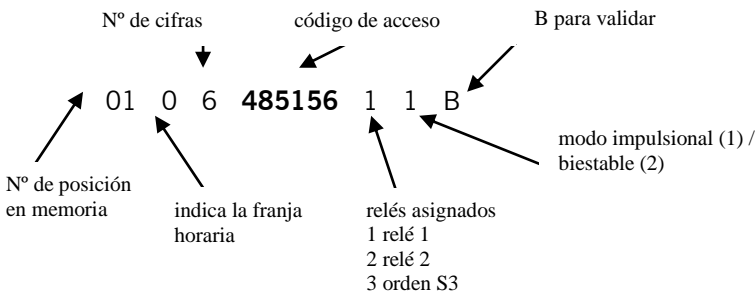 Nº de cifras código de acceso B para validar
01 0 6 485156 1 1 B
modo impulsional (1) /
biestable (2)
Nº de posición
en memoria
indica la franja
horaria
relés asignados
1 relé 1
2 relé 2
3 orden S3